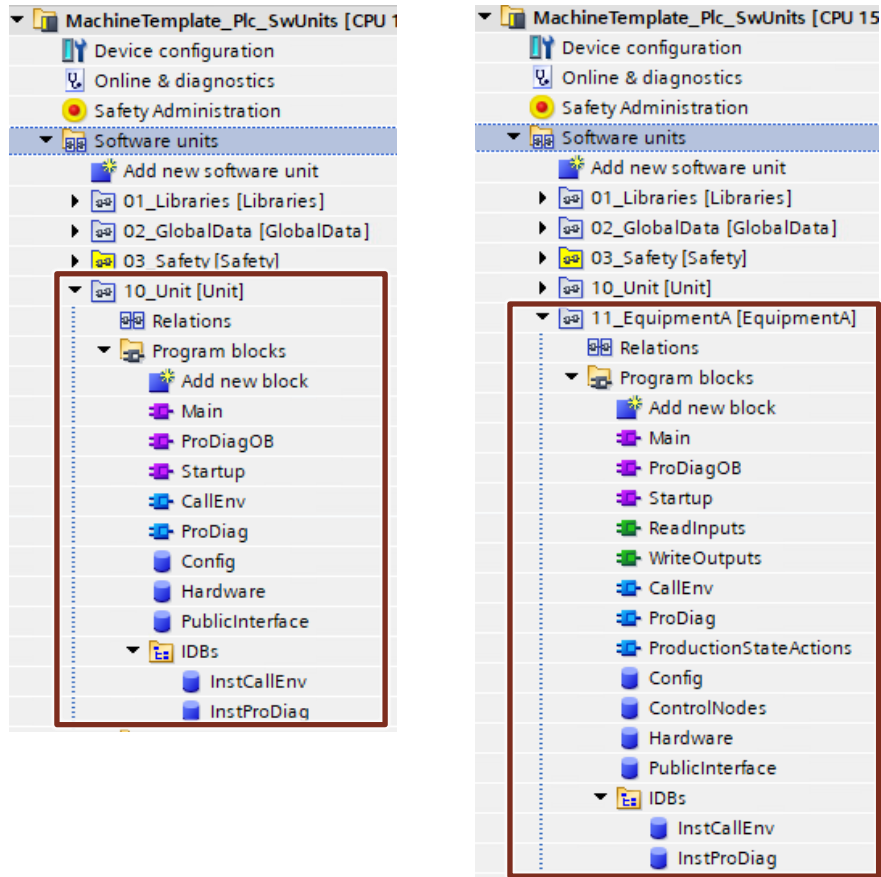 MachineTemplate_Plc_SwUnits [CPU 1
Device configuration
Online & diagnostics
Safety Administration
Software units
Add new software unit
01_Libraries [Libraries]
02_GlobalData [GlobalData]
03_Safety [Safety]
10_Unit [Unit]
Relations
Program blocks
Add new block
Main
ProDiagOB
Startup
CallEnv
ProDiag
Config
Hardware
PublicInterface
IDBs
InstCallEnv
InstProDiag
MachineTemplate_Plc_SwUnits [CPU 15
Device configuration
Online & diagnostics
Safety Administration
Software units
Add new software unit
01_Libraries [Libraries]
02_GlobalData [GlobalData]
03_Safety [Safety]
10_Unit [Unit]
11_EquipmentA [EquipmentA]
Relations
Program blocks
Add new block
Main
ProDiagOB
Startup
ReadInputs
WriteOutputs
CallEnv
ProDiag
ProductionStateActions
Config
ControlNodes
Hardware
PublicInterface
IDBs
InstCallEnv
InstProDiag